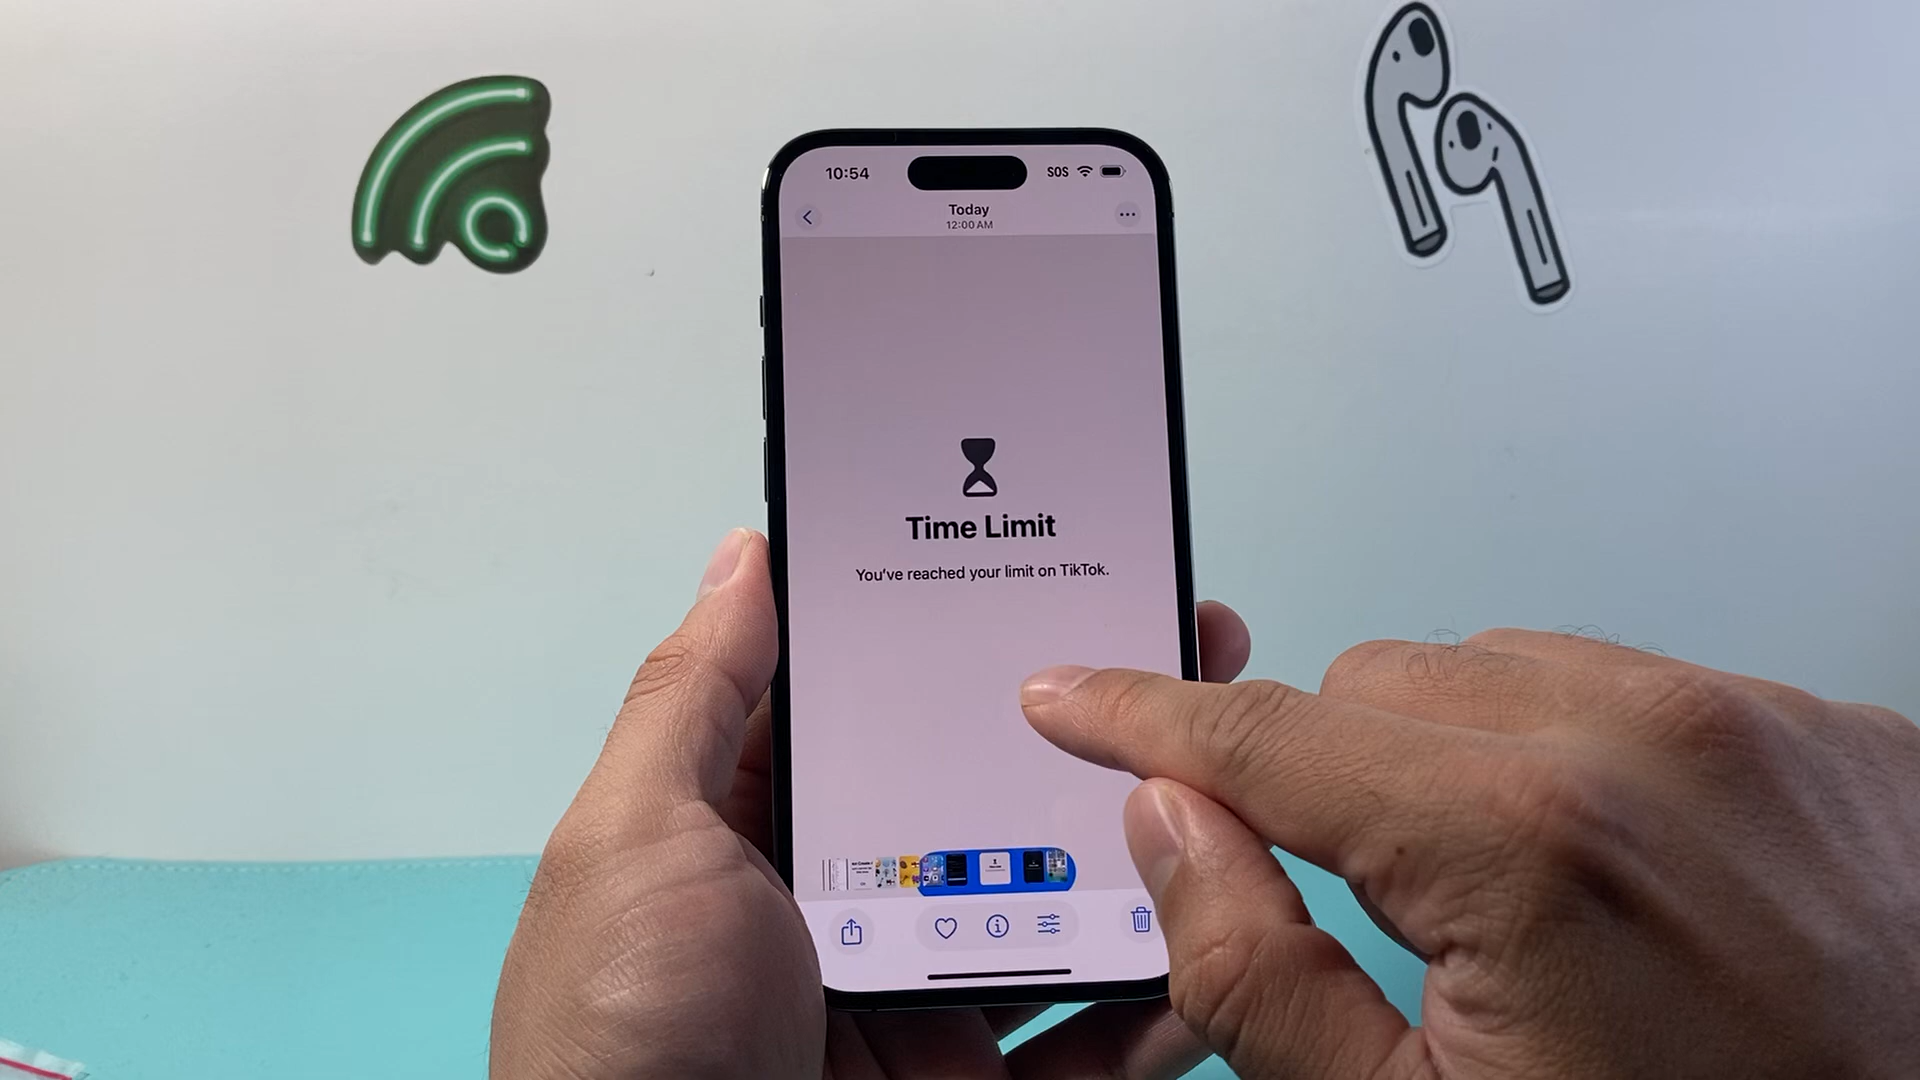 10:54
SOS
Today
12:00 AM
Time Limit
You've reached your limit on TikTok.